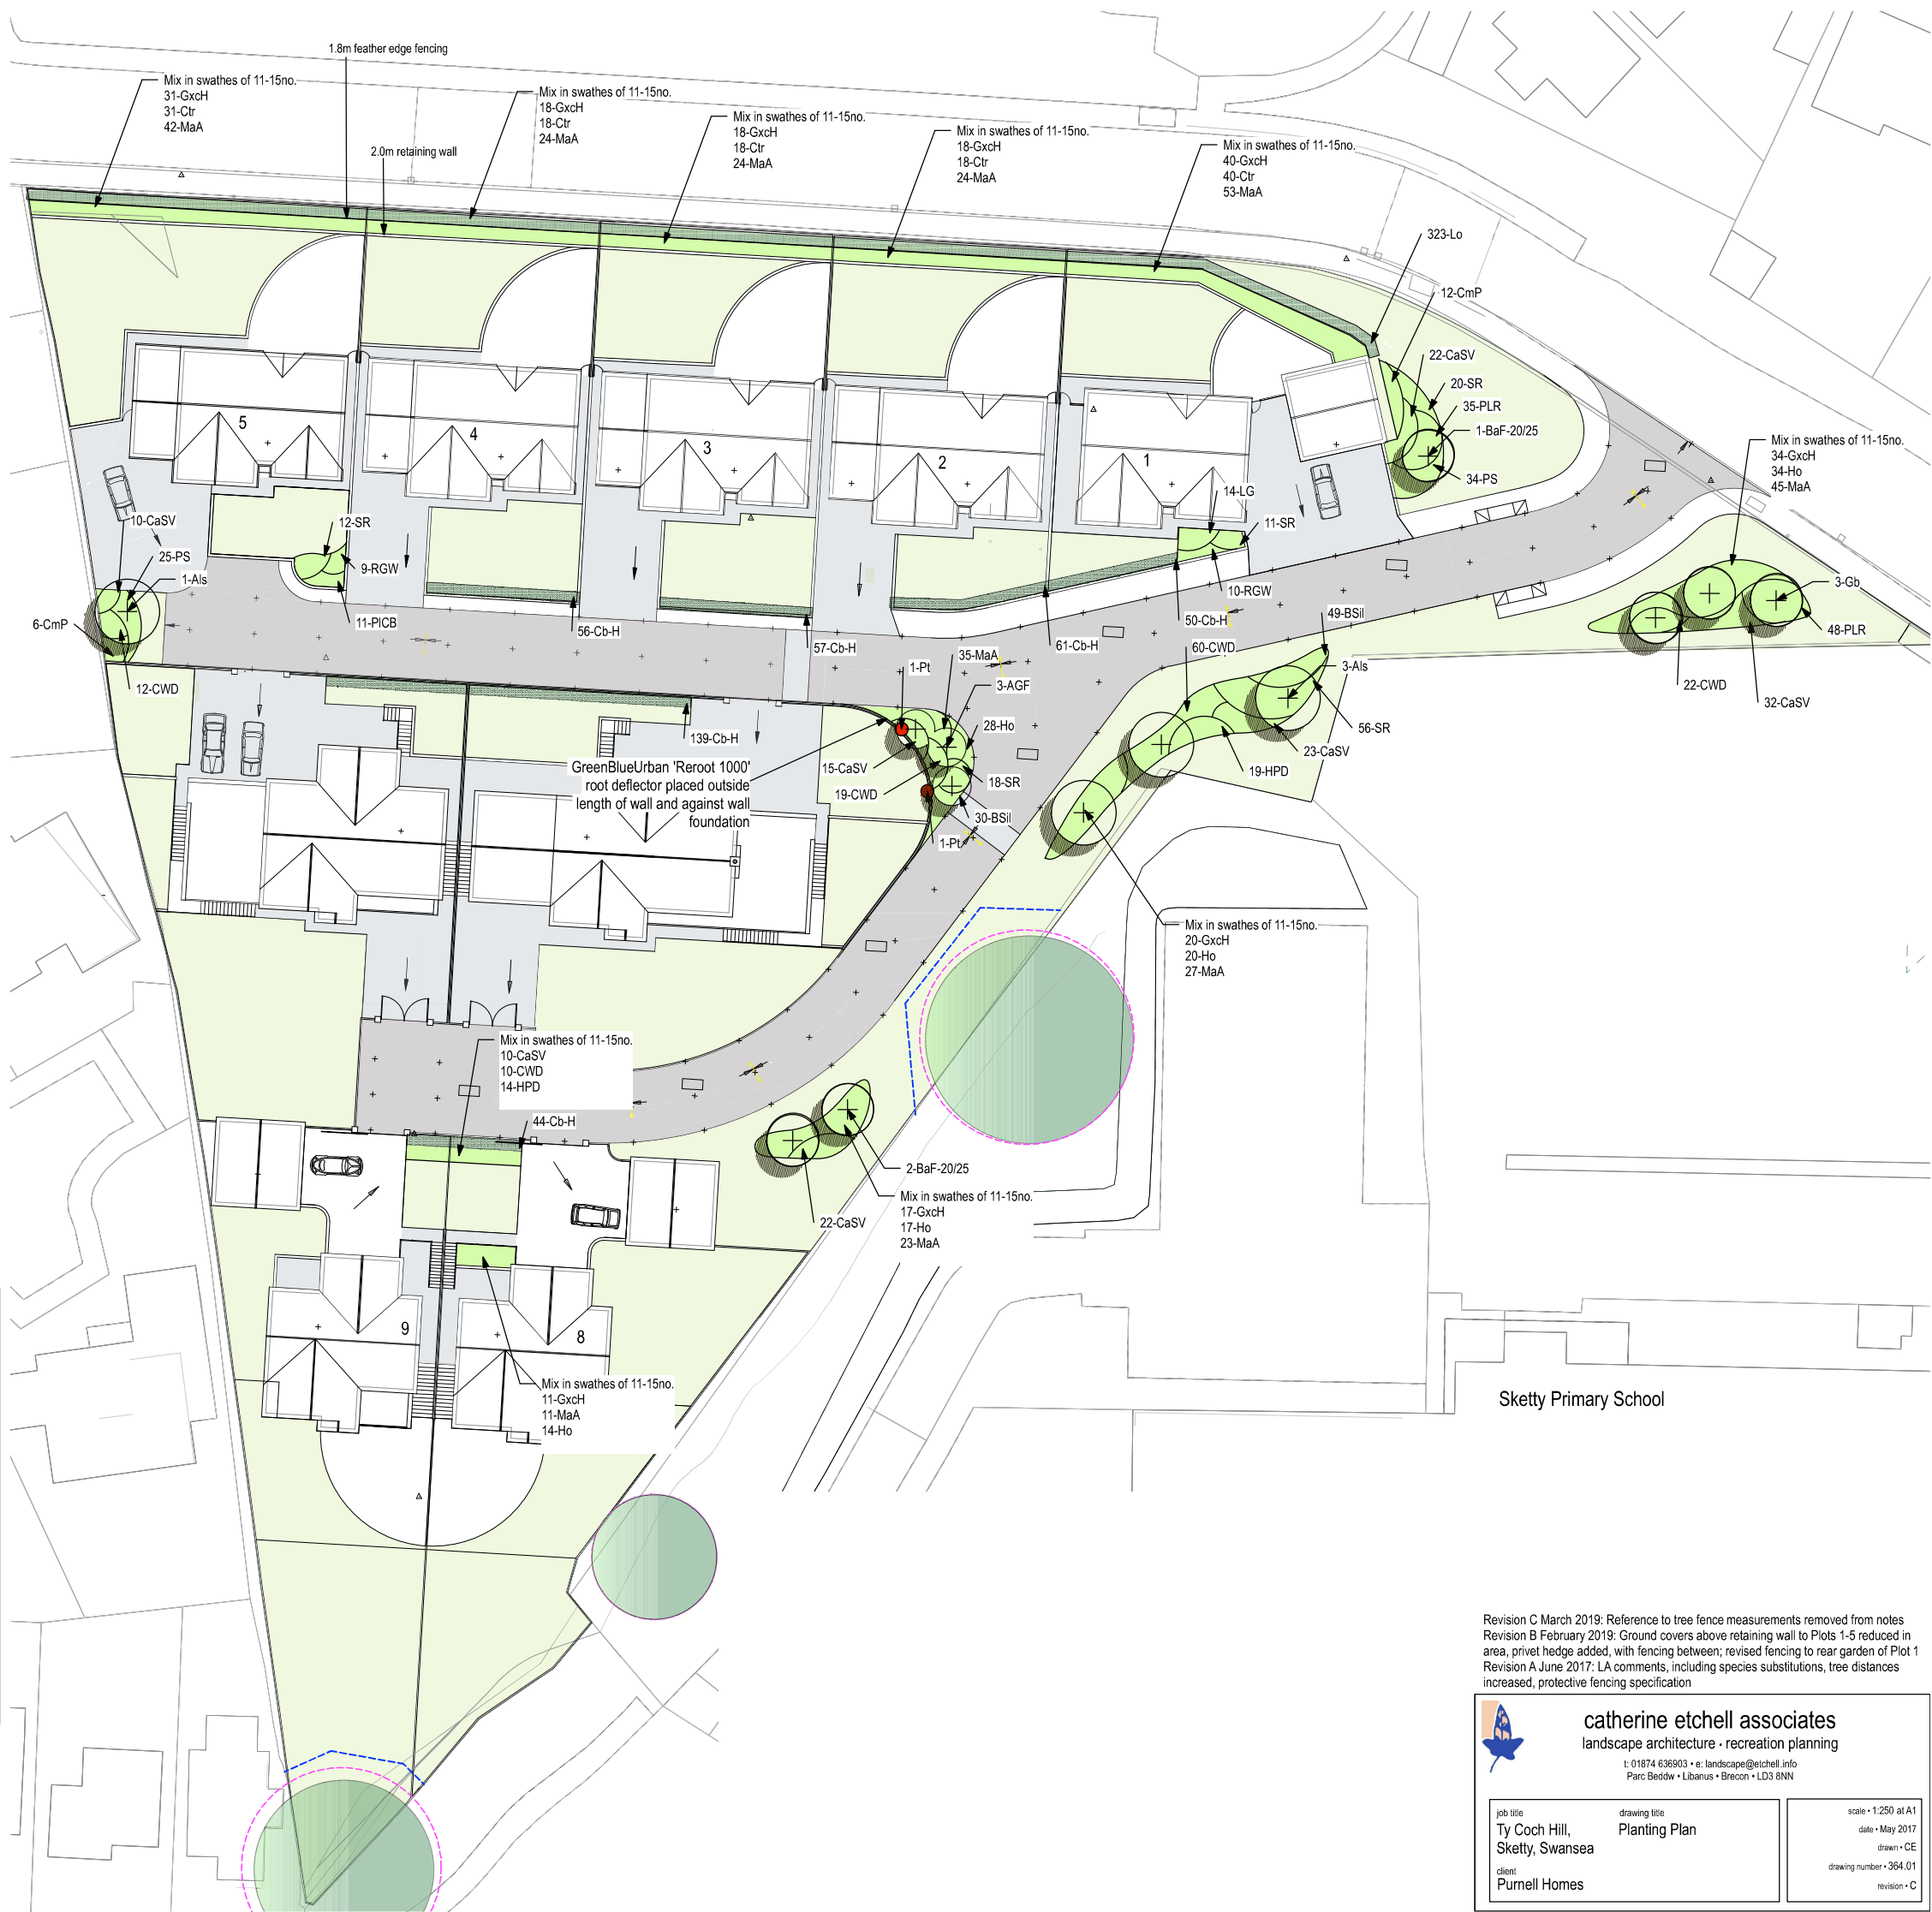 1.8m feather edge fencing
Mix in swathes of 11-15no.
31-GxcH
31-Ctr
42-MaA
Mix in swathes of 11-15no.
18-GxcH
18-Ctr
24-MaA
Mix in swathes of 11-15no.
18-GxcH
18-Ctr
24-MaA
Mix in swathes of 11-15no.
18-GxcH
18-Ctr
24-MaA
Mix in swathes of 11-15no.
40-GxcH
40-Ctr
53-MaA
2.0m retaining wall
323-Lo
12-CmP
22-CaSV
20-SR
35-PLR
1-BaF-20/25
34-PS
Mix in swathes of 11-15no.
34-GxcH
34-Ho
45-MaA
5
4
3
2
1
14-LG
11-SR
10-CaSV
25-PS
1-Als
12-SR
9-RGW
11-PICB
6-CmP
12-CWD
56-Cb-H
57-Cb-H
61-Cb-H
50-Cb-H
10-RGW
49-BSil
60-CWD
3-Gb
48-PLR
22-CWD
32-CaSV
1-Pt
35-MaA
3-AGF
28-Ho
3-Als
56-SR
23-CaSV
19-HPD
139-Cb-H
GreenBlueUrban 'Reroot 1000'
root deflector placed outside
length of wall and against wall
foundation
15-CaSV
19-CWD
18-SR
30-BSil
1-Pt
Mix in swathes of 11-15no.
20-GxcH
20-Ho
27-MaA
Mix in swathes of 11-15no.
10-CaSV
10-CWD
14-HPD
44-Cb-H
2-BaF-20/25
22-CaSV
Mix in swathes of 11-15no.
17-GxcH
17-Ho
23-MaA
9
8
Mix in swathes of 11-15no.
11-GxcH
11-MaA
14-Ho
Sketty Primary School
Revision C March 2019: Reference to tree fence measurements removed from notes
Revision B February 2019: Ground covers above retaining wall to Plots 1-5 reduced in
area, privet hedge added, with fencing between; revised fencing to rear garden of Plot 1
Revision A June 2017: LA comments, including species substitutions, tree distances
increased, protective fencing specification
catherine etchell associates
landscape architecture • recreation planning
t: 01874 636903 • e: landscape@etchell.info
Parc Beddw • Libanus • Brecon • LD3 8NN
job title
Ty Coch Hill,
Sketty, Swansea
client
Purnell Homes
drawing title
Planting Plan
scale • 1:250 at A1
date • May 2017
drawn • CE
drawing number • 364.01
revision • C